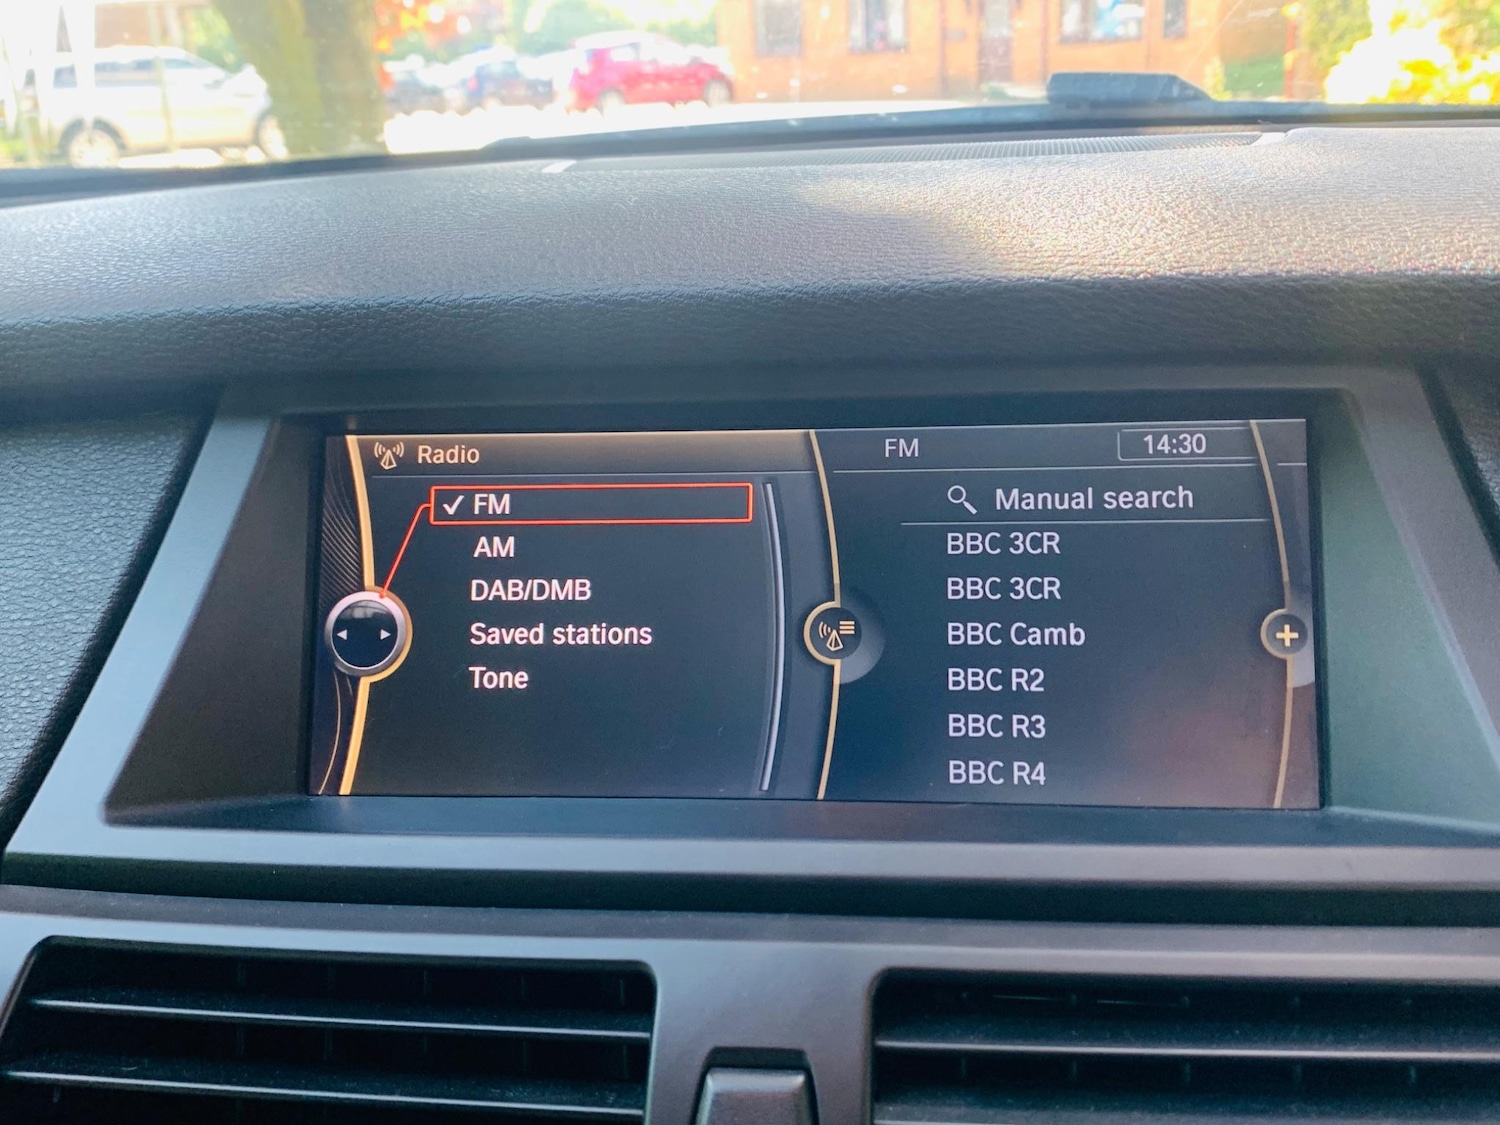 Radio
✓ FM
AM
DAB/DMB
Saved stations
Tone
FM
14:30
Manual search
BBC 3CR
BBC 3CR
BBC Camb
BBC R2
BBC R3
BBC R4